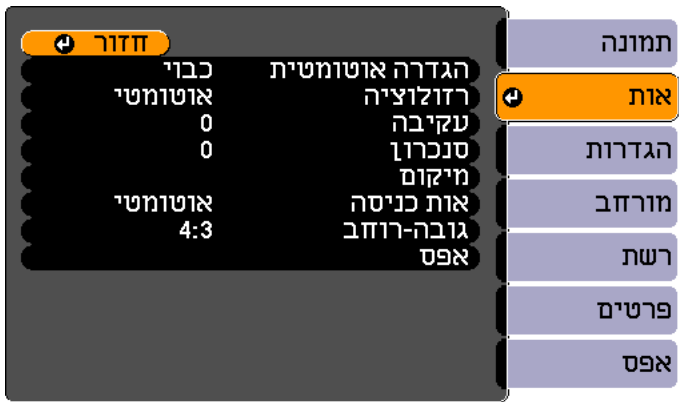 תמונה
אות
הגדרות
מורחב
רשת
פרטים
אפס
חזור
הגדרה אוטומטית כבוי
רזולוציה אוטומטי
עקיבה 0
סנכרון 0
מיקום
אות כניסה אוטומטי
גובה-רוחב 4:3
אפס